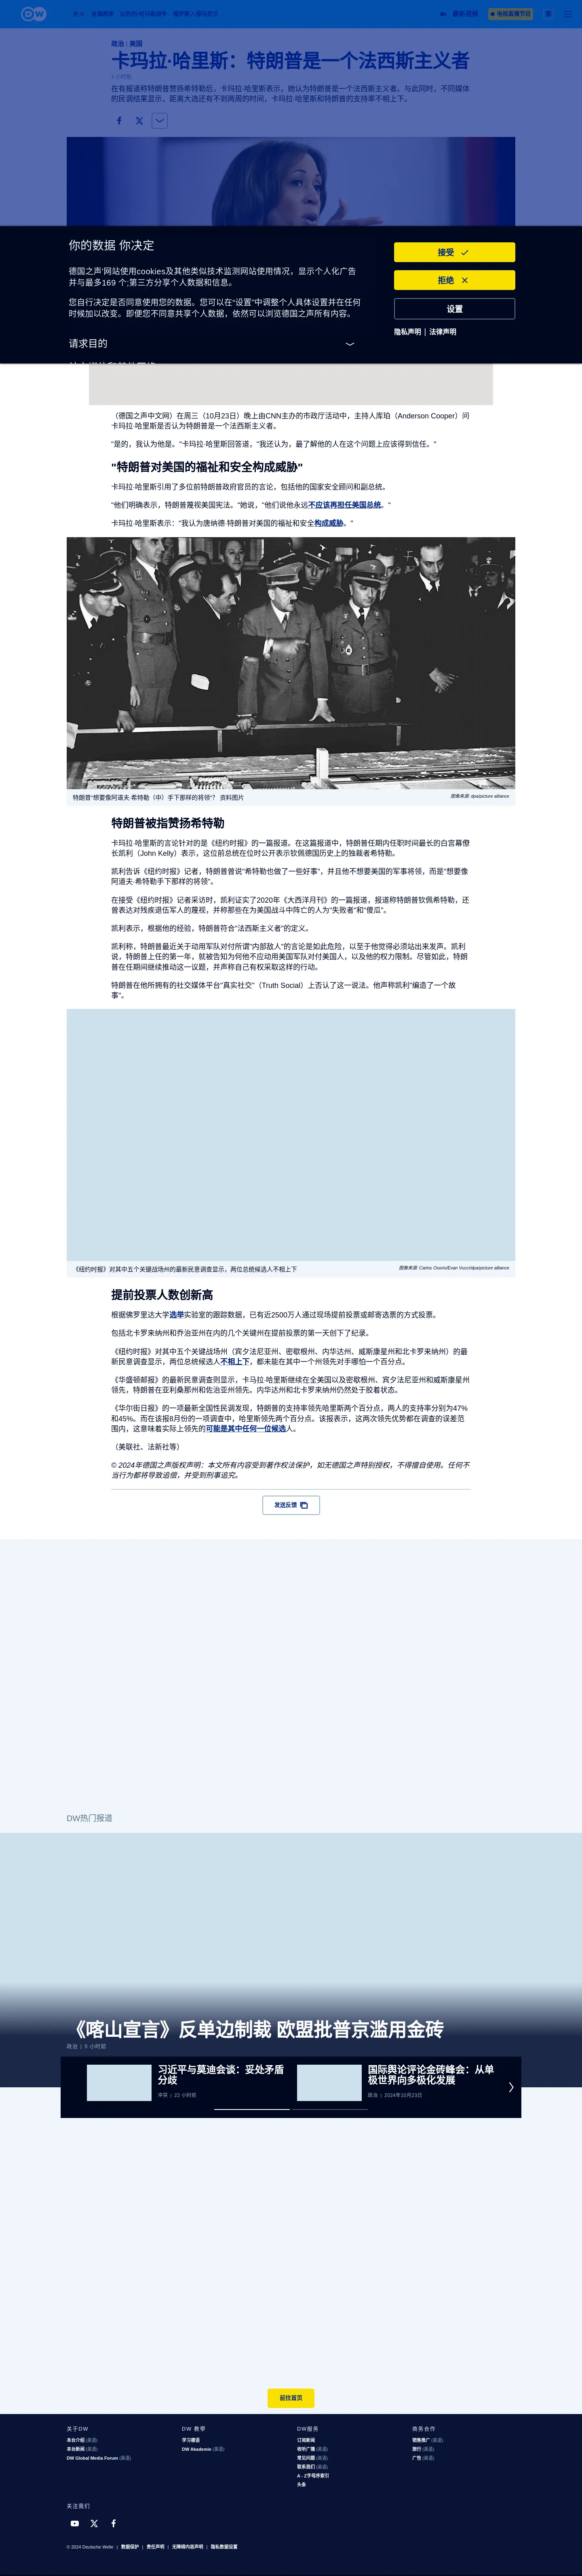 DW
台海局势
以色列-哈马斯战争
俄罗斯入侵乌克兰
最新视频
电视直播节目
政治 | 美国
卡玛拉·哈里斯：特朗普是一个法西斯主义者
1 小时前
在有报道称特朗普赞扬希特勒后，卡玛拉·哈里斯表示，她认为特朗普是一个法西斯主义者。与此同时，不同媒体
的民调结果显示，距离大选还有不到两周的时间，卡玛拉·哈里斯和特朗普的支持率不相上下。
你的数据 你决定
德国之声'网站使用cookies及其他类似技术监测网站使用情况，显示个人化广告
并与最多169 个;第三方分享个人数据和信息。
您自行决定是否同意使用您的数据。您可以在"设置"中调整个人具体设置并在任何
时候加以改变。即便您不同意共享个人数据，依然可以浏览德国之声所有内容。
请求目的
接受
拒绝
设置
隐私声明 | 法律声明
（德国之声中文网）在周三（10月23日）晚上由CNN主办的市政厅活动中，主持人库珀（Anderson Cooper）问
卡玛拉·哈里斯是否认为特朗普是一个法西斯主义者。
"是的，我认为他是。"卡玛拉·哈里斯回答道，"我还认为，最了解他的人在这个问题上应该得到信任。"
"特朗普对美国的福祉和安全构成威胁"
卡玛拉·哈里斯引用了多位前特朗普政府官员的言论，包括他的国家安全顾问和副总统。
"他们明确表示，特朗普蔑视美国宪法。"她说，"他们说他永远不应该再担任美国总统。"
卡玛拉·哈里斯表示："我认为唐纳德·特朗普对美国的福祉和安全构成威胁。"
特朗普"想要像阿道夫·希特勒（中）手下那样的将领"？ 资料图片
图像来源: dpa/picture alliance
特朗普被指赞扬希特勒
卡玛拉·哈里斯的言论针对的是《纽约时报》的一篇报道。在这篇报道中，特朗普任期内任职时间最长的白宫幕僚
长凯利（John Kelly）表示，这位前总统在位时公开表示钦佩德国历史上的独裁者希特勒。
凯利告诉《纽约时报》记者，特朗普曾说"希特勒也做了一些好事"，并且他不想要美国的军事将领，而是"想要像
阿道夫·希特勒手下那样的将领"。
在接受《纽约时报》记者采访时，凯利证实了2020年《大西洋月刊》的一篇报道，报道称特朗普钦佩希特勒，还
曾表达对残疾退伍军人的蔑视，并称那些在为美国战斗中阵亡的人为"失败者"和"傻瓜"。
凯利表示，根据他的经验，特朗普符合"法西斯主义者"的定义。
凯利称，特朗普最近关于动用军队对付所谓"内部敌人"的言论是如此危险，以至于他觉得必须站出来发声。凯利
说，特朗普上任的第一年，就被告知为何他不应动用美国军队对付美国人，以及他的权力限制。尽管如此，特朗
普在任期间继续推动这一议题，并声称自己有权采取这样的行动。
特朗普在他所拥有的社交媒体平台"真实社交"（Truth Social）上否认了这一说法。他声称凯利"编造了一个故
事"。
《纽约时报》对其中五个关键战场州的最新民意调查显示，两位总统候选人不相上下
图像来源: Carlos Osorio/Evan Vucci/dpa/picture alliance
提前投票人数创新高
根据佛罗里达大学选举实验室的跟踪数据，已有近2500万人通过现场提前投票或邮寄选票的方式投票。
包括北卡罗来纳州和乔治亚州在内的几个关键州在提前投票的第一天创下了纪录。
《纽约时报》对其中五个关键战场州（宾夕法尼亚州、密歇根州、内华达州、威斯康星州和北卡罗来纳州）的最
新民意调查显示，两位总统候选人不相上下，都未能在其中一个州领先对手哪怕一个百分点。
《华盛顿邮报》的最新民意调查则显示，卡马拉·哈里斯继续在全美国以及密歇根州、宾夕法尼亚州和威斯康星州
领先，特朗普在亚利桑那州和佐治亚州领先。内华达州和北卡罗来纳州仍然处于胶着状态。
《华尔街日报》的一项最新全国性民调发现，特朗普的支持率领先哈里斯两个百分点，两人的支持率分别为47%
和45%。而在该报8月份的一项调查中，哈里斯领先两个百分点。该报表示，这两次领先优势都在调查的误差范
围内，这意味着实际上领先的可能是其中任何一位候选人。
（美联社、法新社等）
© 2024年德国之声版权声明：本文所有内容受到著作权法保护，如无德国之声特别授权，不得擅自使用。任何不
当行为都将导致追偿，并受到刑事追究。
发送反馈
DW热门报道
《喀山宣言》反单边制裁 欧盟批普京滥用金砖
政治 | 5 小时前
习近平与莫迪会谈：妥处矛盾
分歧
冲突 | 22 小时前
国际舆论评论金砖峰会：从单
极世界向多极化发展
政治 | 2024年10月23日
前往首页
关于DW
本台介绍 (英语)
本台新闻 (英语)
DW Global Media Forum (英语)
DW 教學
学习德语
DW Akademie (英语)
DW服务
订阅新闻
收听广播 (英语)
常见问题 (英语)
联系我们 (英语)
A - Z字母序索引
头条
商务合作
销售推广 (英语)
旅行 (英语)
广告 (英语)
关注我们
© 2024 Deutsche Welle | 数据保护 | 责任声明 | 无障碍内容声明 | 隐私数据设置